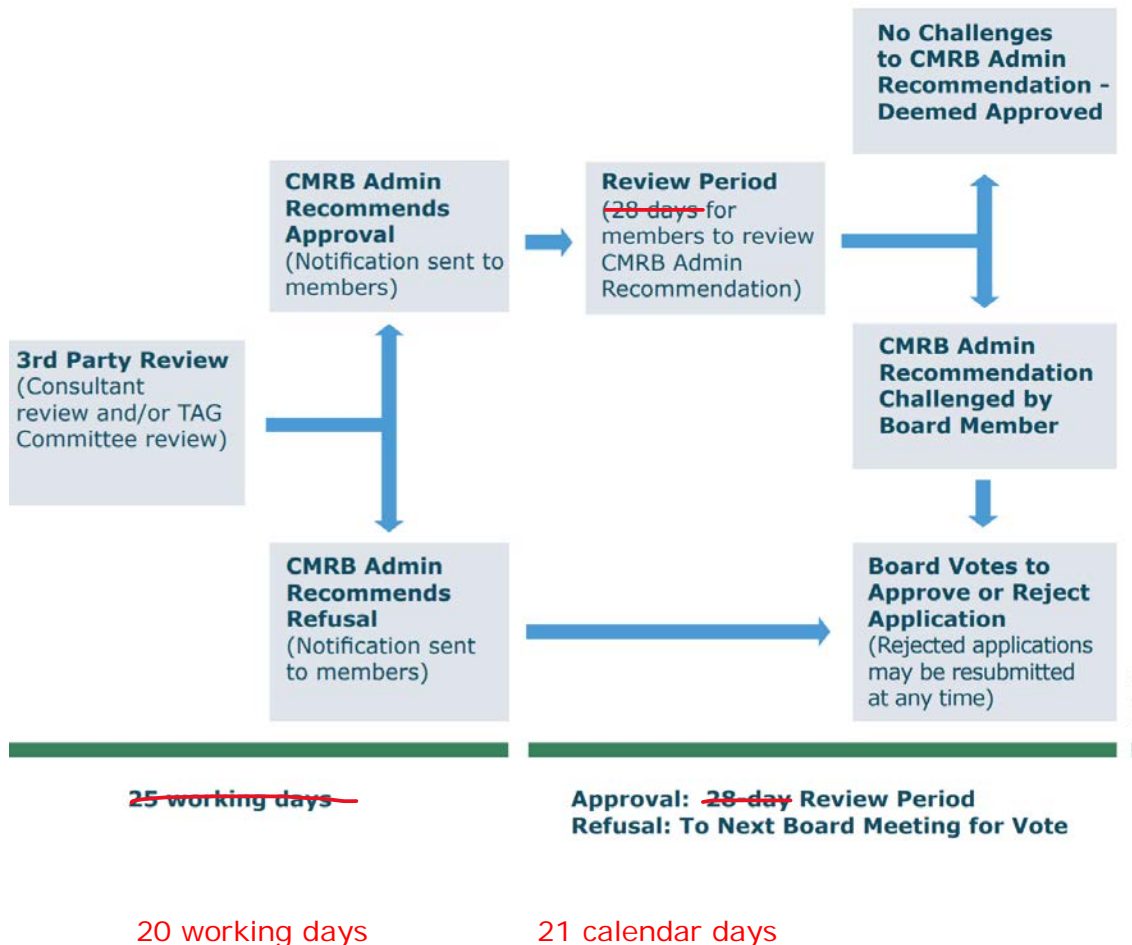 No Challenges
to CMRB Admin
Recommendation -
Deemed Approved
CMRB Admin
Recommends
Approval
(Notification sent to
members)
Review Period
(28 days for
members to review
CMRB Admin
Recommendation)
3rd Party Review
(Consultant
review and/or TAG
Committee review)
CMRB Admin
Recommendation
Challenged by
Board Member
CMRB Admin
Recommends
Refusal
(Notification sent
to members)
Board Votes to
Approve or Reject
Application
(Rejected applications
may be resubmitted
at any time)
25 working days
Approval: 28-day Review Period
Refusal: To Next Board Meeting for Vote
20 working days
21 calendar days